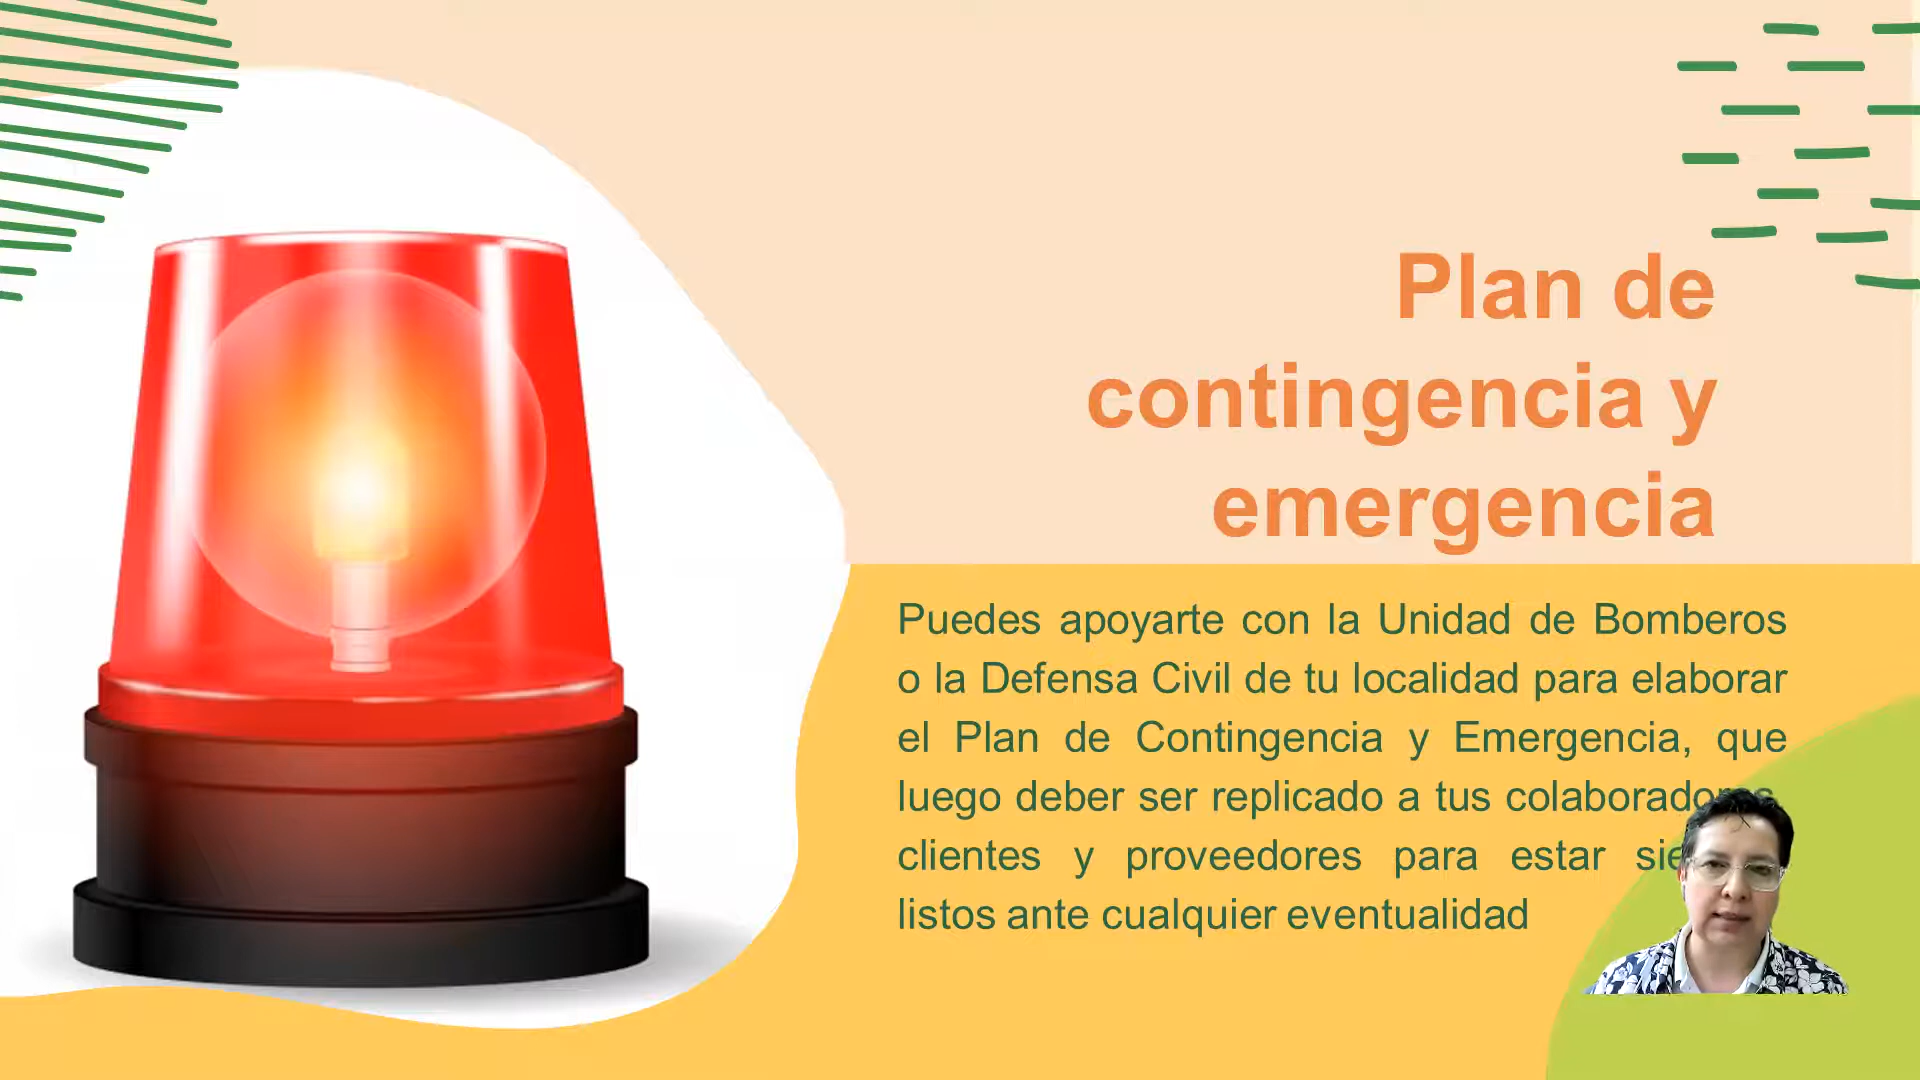 Plan de
contingencia y
emergencia
Puedes apoyarte con la Unidad de Bomberos
o la Defensa Civil de tu localidad para elaborar
el Plan de Contingencia y Emergencia, que
luego deber ser replicado a tus colaboradores,
clientes y proveedores para estar
listos ante cualquier eventualidad